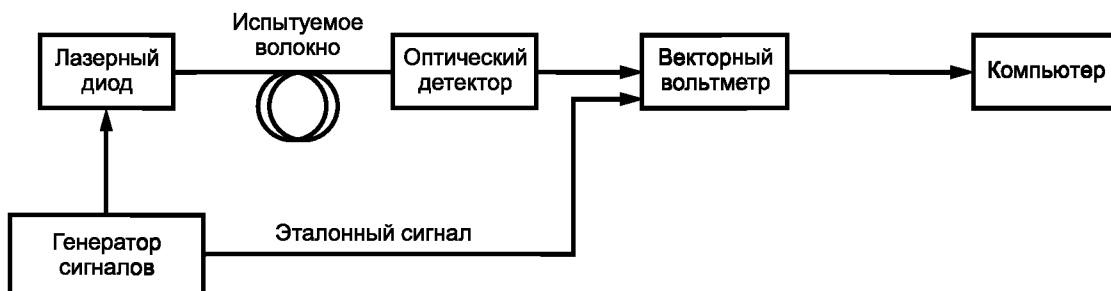 Испытуемое
волокно
Лазерный
диод
Оптический
детектор
Векторный
вольтметр
Компьютер
Генератор
сигналов
Эталонный сигнал